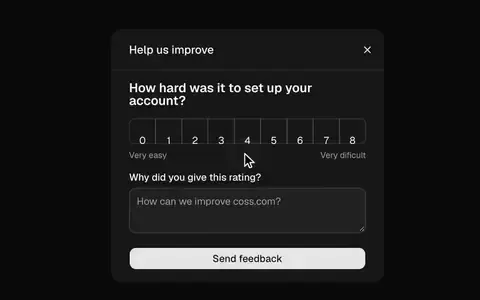 Help us improve
How hard was it to set up your
account?
0 1 2 3 4 5 6 7 8
Very easy Very dificult
Why did you give this rating?
How can we improve coss.com?
Send feedback